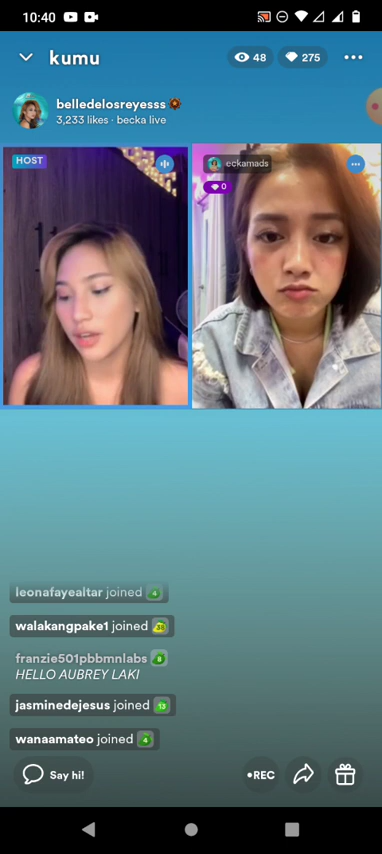 10:40
kumu
48
275
belledelosreyesss
3,233 likes · becka live
HOST
eckamads
0
leonafayealtar joined 4
walakangpake1 joined 38
franzie501pbbmnlabs 8
HELLO AUBREY LAKI
jasminedejesus joined 13
wanaamateo joined 4
Say hi!
•REC